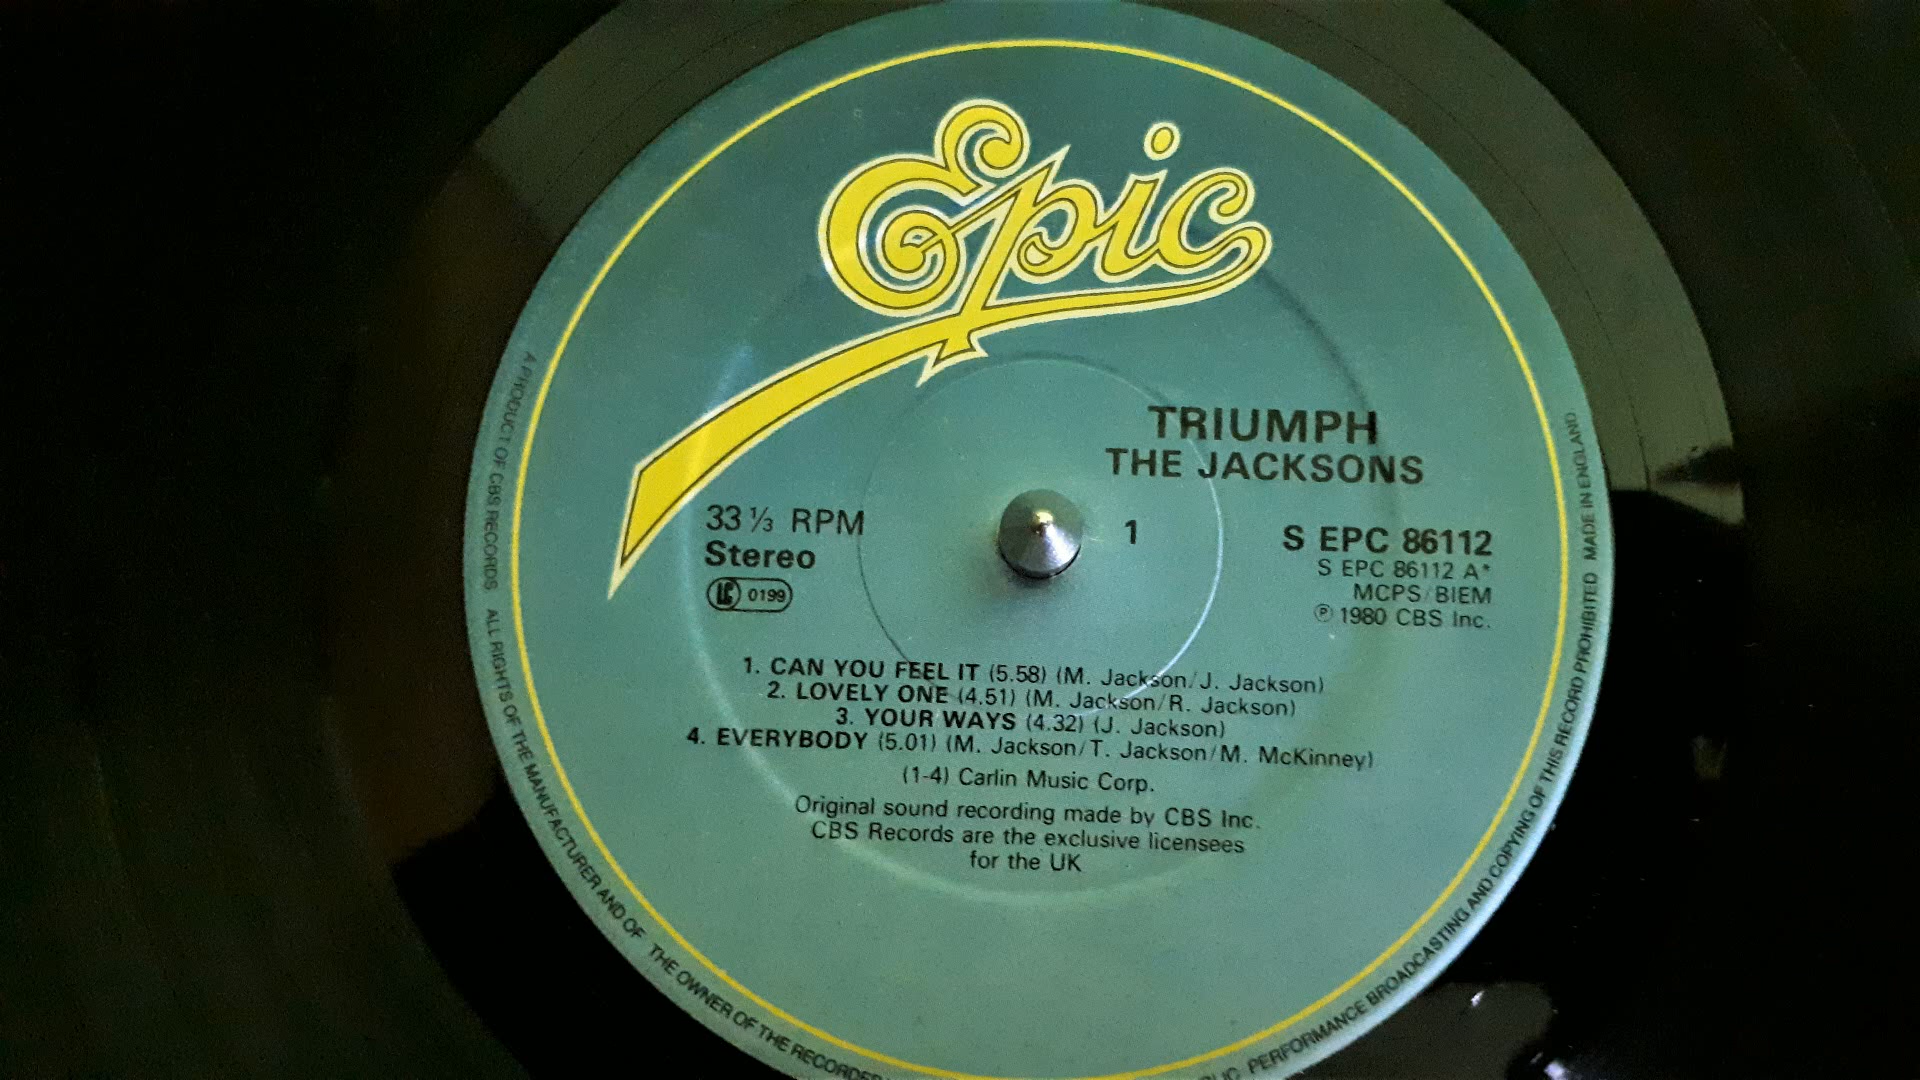 Epic
TRIUMPH
THE JACKSONS
33 ⅓ RPM
Stereo
LC 0199
1
S EPC 86112
S EPC 86112 A*
MCPS/BIEM
℗ 1980 CBS Inc.
1. CAN YOU FEEL IT (5.58) (M. Jackson/J. Jackson)
2. LOVELY ONE (4.51) (M. Jackson/R. Jackson)
3. YOUR WAYS (4.32) (J. Jackson)
4. EVERYBODY (5.01) (M. Jackson/T. Jackson/M. McKinney)
(1-4) Carlin Music Corp.
Original sound recording made by CBS Inc.
CBS Records are the exclusive licensees
for the UK
A PRODUCT OF CBS RECORDS ALL RIGHTS OF THE MANUFACTURER AND OF THE OWNER OF THE RECORDED
PERFORMANCE BROADCASTING AND COPYING OF THIS RECORD PROHIBITED MADE IN ENGLAND